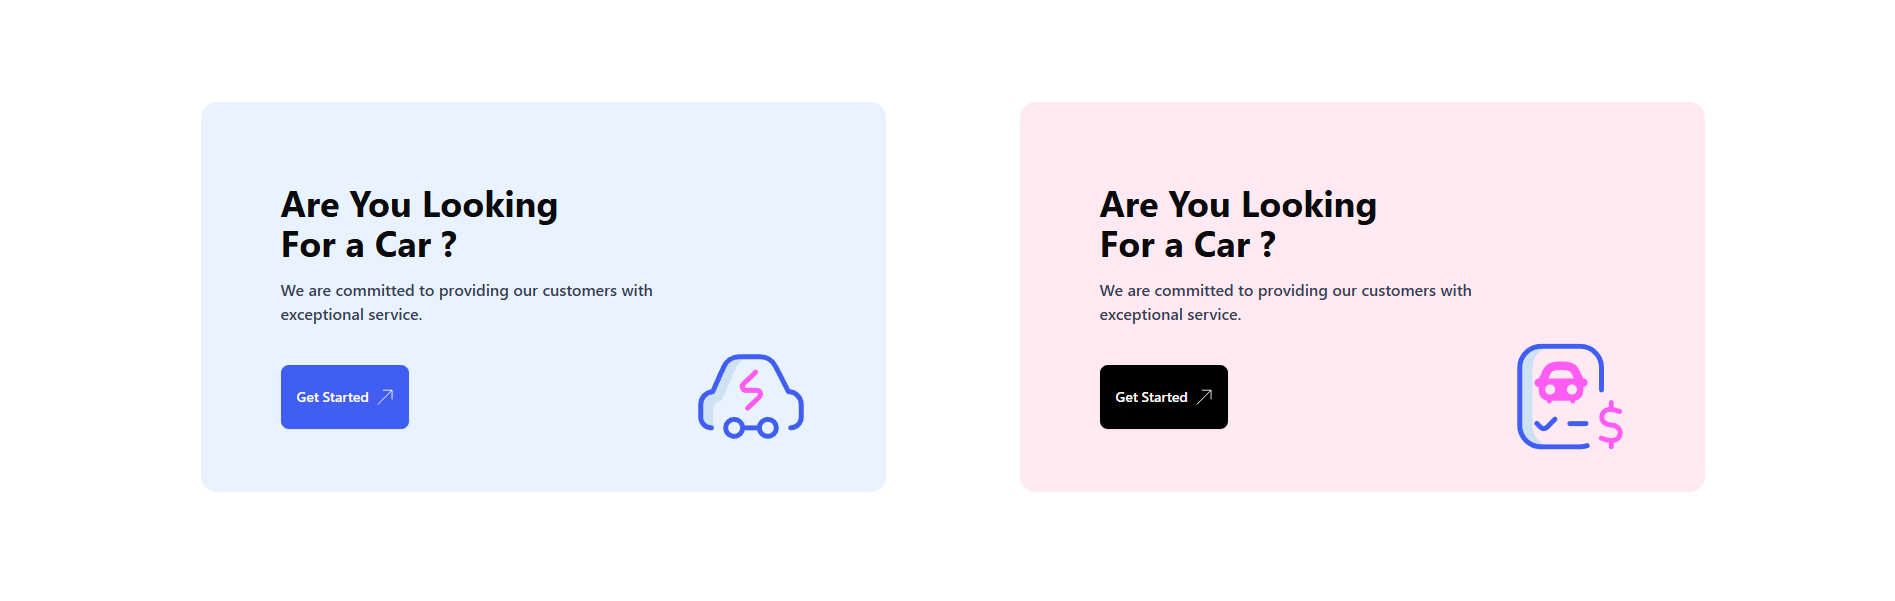 Are You Looking
For a Car ?
We are committed to providing our customers with
exceptional service.
Get Started
Are You Looking
For a Car ?
We are committed to providing our customers with
exceptional service.
Get Started